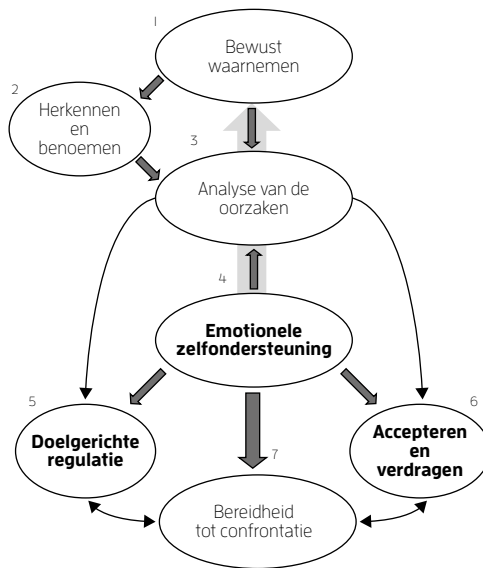 1
Bewust
waarnemen
2
Herkennen
en
benoemen
3
Analyse van de
oorzaken
4
Emotionele
zelfondersteuning
5
Doelgerichte
regulatie
6
Accepteren
en
verdragen
7
Bereidheid
tot confrontatie